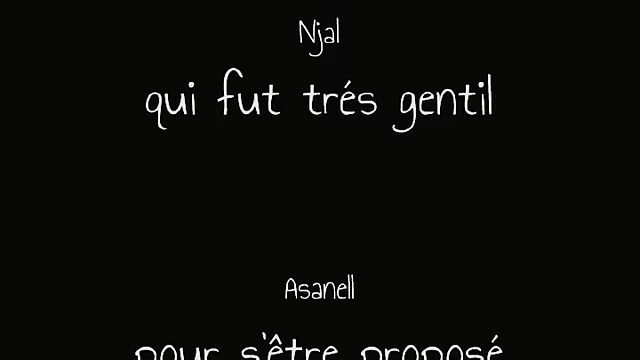 Njal
qui fut trés gentil
Asanell
pour s'être proposé